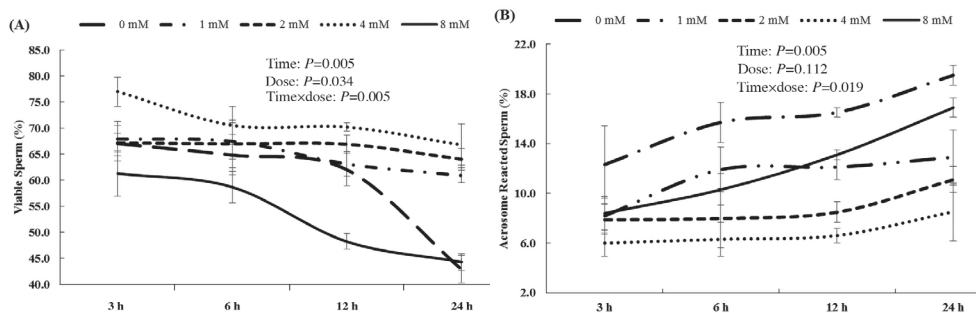 (A)
0 mM 1 mM 2 mM 4 mM 8 mM
85.0
80.0
75.0
70.0
65.0
60.0
55.0
50.0
45.0
40.0
Viable Sperm (%)
Time: P=0.005
Dose: P=0.034
Time×dose: P=0.005
3 h 6 h 12 h 24 h
(B)
0 mM 1 mM 2 mM 4 mM 8 mM
22.0
18.0
14.0
10.0
6.0
2.0
Acrosome Reacted Sperm (%)
Time: P=0.005
Dose: P=0.112
Time×dose: P=0.019
3 h 6 h 12 h 24 h